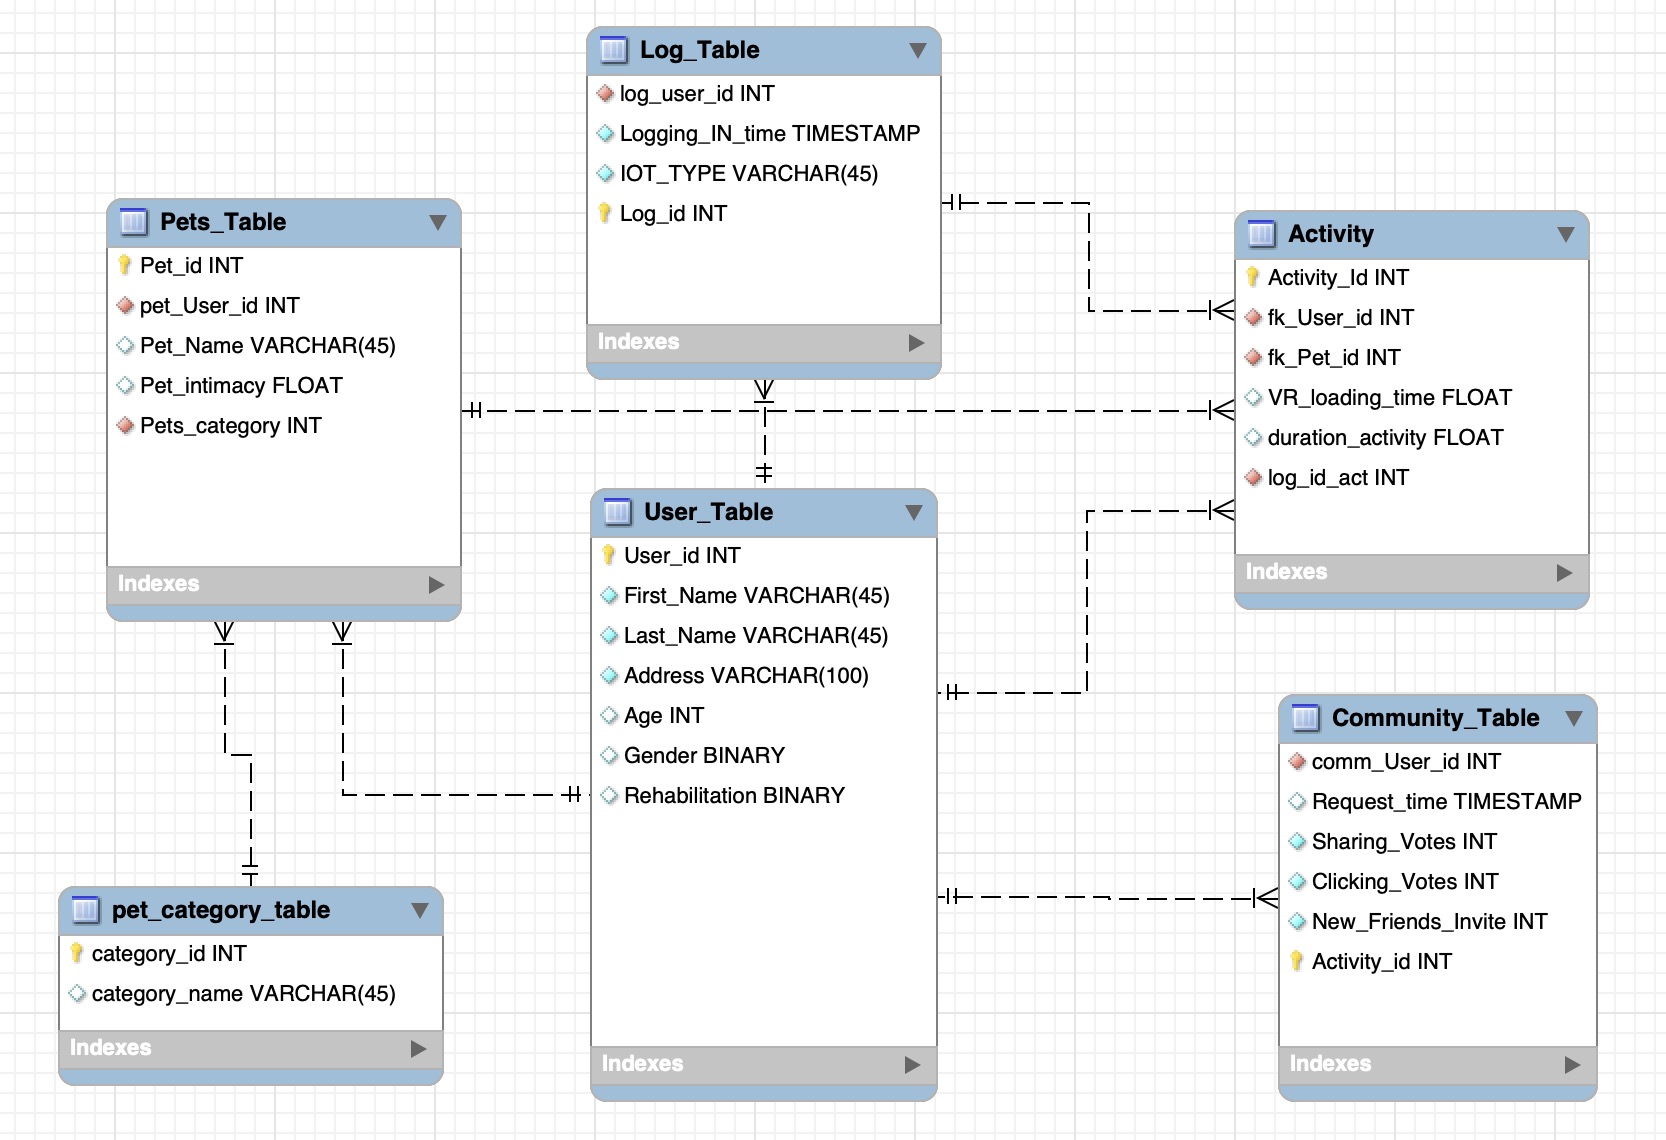 Log_Table
log_user_id INT
Logging_IN_time TIMESTAMP
IOT_TYPE VARCHAR(45)
Log_id INT
Indexes
Pets_Table
Pet_id INT
pet_User_id INT
Pet_Name VARCHAR(45)
Pet_intimacy FLOAT
Pets_category INT
Indexes
Activity
Activity_Id INT
fk_User_id INT
fk_Pet_id INT
VR_loading_time FLOAT
duration_activity FLOAT
log_id_act INT
Indexes
User_Table
User_id INT
First_Name VARCHAR(45)
Last_Name VARCHAR(45)
Address VARCHAR(100)
Age INT
Gender BINARY
Rehabilitation BINARY
Indexes
Community_Table
comm_User_id INT
Request_time TIMESTAMP
Sharing_Votes INT
Clicking_Votes INT
New_Friends_Invite INT
Activity_id INT
Indexes
pet_category_table
category_id INT
category_name VARCHAR(45)
Indexes